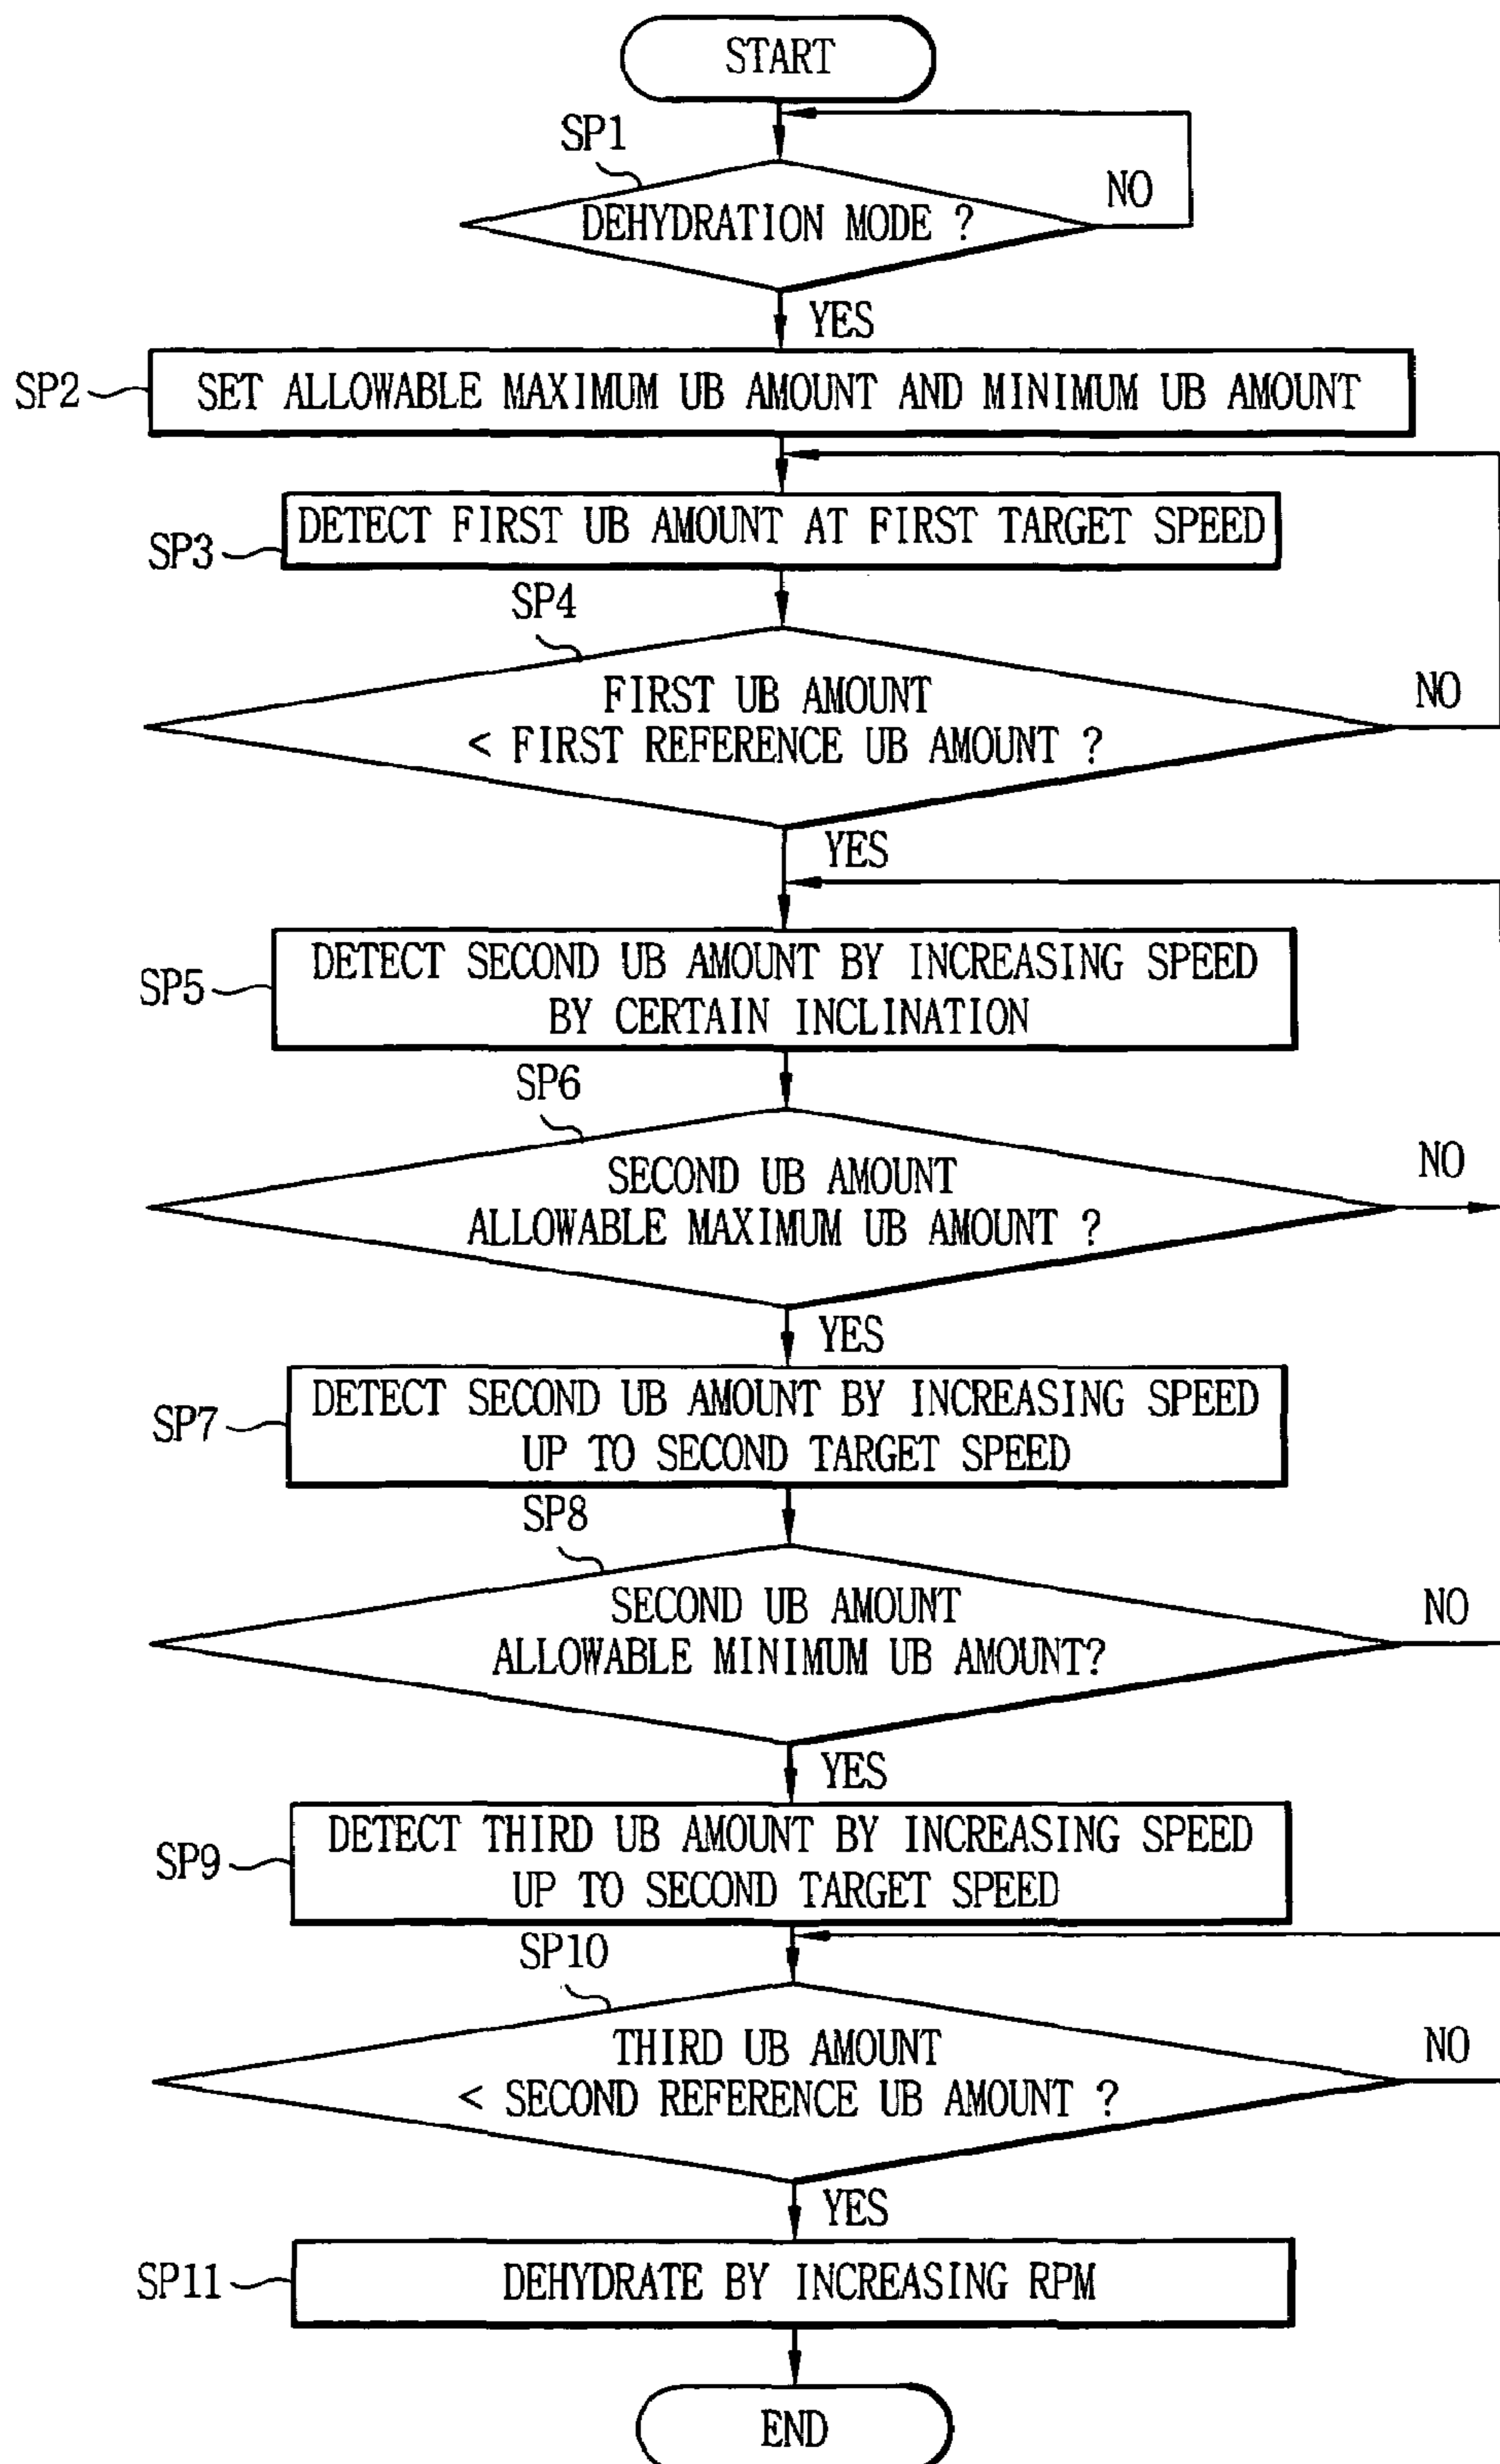 START
SP1
DEHYDRATION MODE ?
NO
YES
SP2
SET ALLOWABLE MAXIMUM UB AMOUNT AND MINIMUM UB AMOUNT
SP3
DETECT FIRST UB AMOUNT AT FIRST TARGET SPEED
SP4
FIRST UB AMOUNT
< FIRST REFERENCE UB AMOUNT ?
NO
YES
SP5
DETECT SECOND UB AMOUNT BY INCREASING SPEED
BY CERTAIN INCLINATION
SP6
SECOND UB AMOUNT
ALLOWABLE MAXIMUM UB AMOUNT ?
NO
YES
SP7
DETECT SECOND UB AMOUNT BY INCREASING SPEED
UP TO SECOND TARGET SPEED
SP8
SECOND UB AMOUNT
ALLOWABLE MINIMUM UB AMOUNT?
NO
YES
SP9
DETECT THIRD UB AMOUNT BY INCREASING SPEED
UP TO SECOND TARGET SPEED
SP10
THIRD UB AMOUNT
< SECOND REFERENCE UB AMOUNT ?
NO
YES
SP11
DEHYDRATE BY INCREASING RPM
END